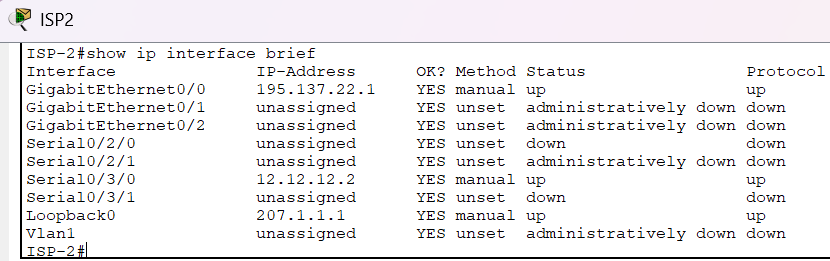 ISP2
ISP-2#show ip interface brief
Interface IP-Address OK? Method Status Protocol
GigabitEthernet0/0 195.137.22.1 YES manual up up
GigabitEthernet0/1 unassigned YES unset administratively down down
GigabitEthernet0/2 unassigned YES unset administratively down down
Serial0/2/0 unassigned YES unset down down
Serial0/2/1 unassigned YES unset administratively down down
Serial0/3/0 12.12.12.2 YES manual up up
Serial0/3/1 unassigned YES unset down down
Loopback0 207.1.1.1 YES manual up up
Vlan1 unassigned YES unset administratively down down
ISP-2#